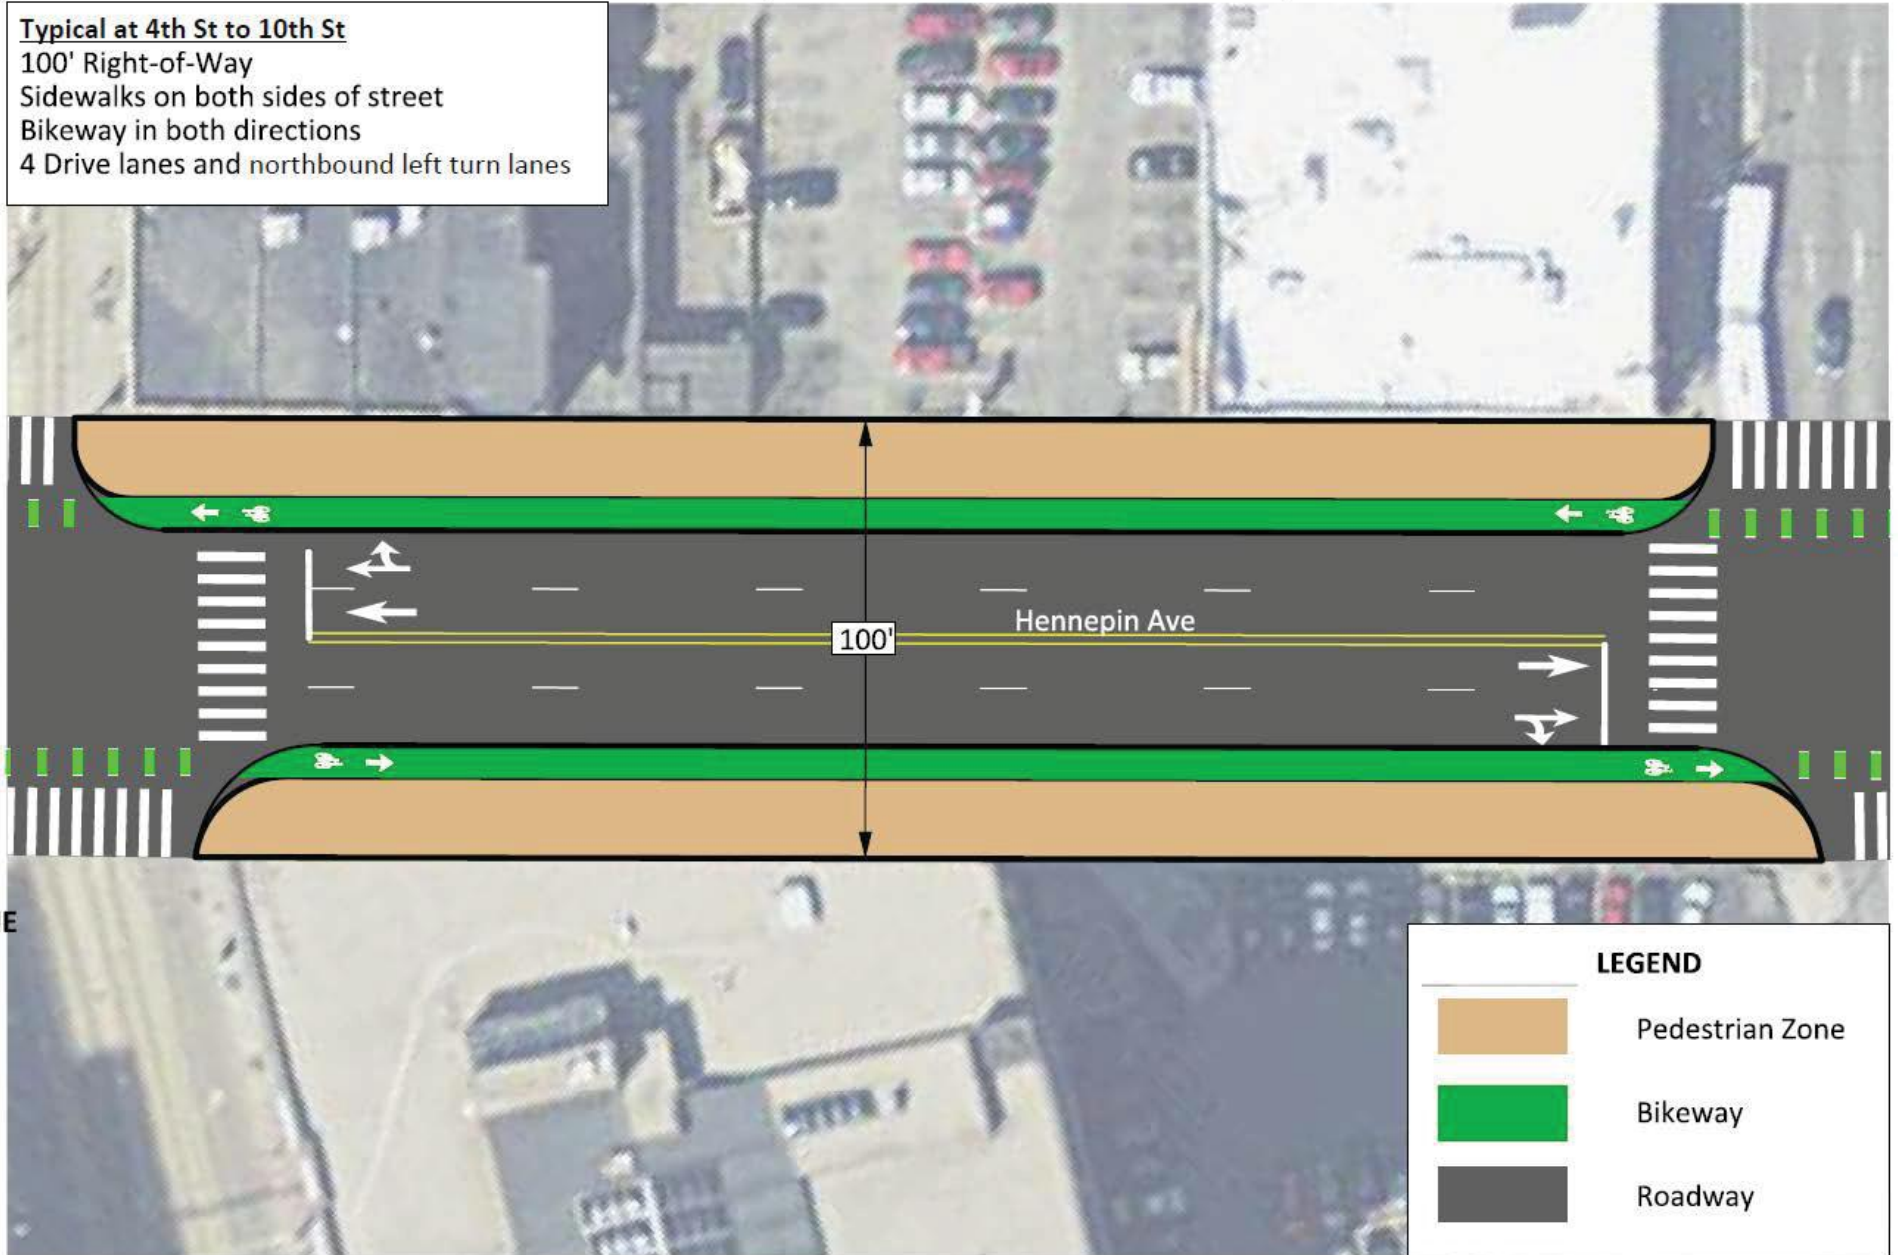 Typical at 4th St to 10th St
100' Right-of-Way
Sidewalks on both sides of street
Bikeway in both directions
4 Drive lanes and northbound left turn lanes
Hennepin Ave
100'
E
LEGEND
Pedestrian Zone
Bikeway
Roadway